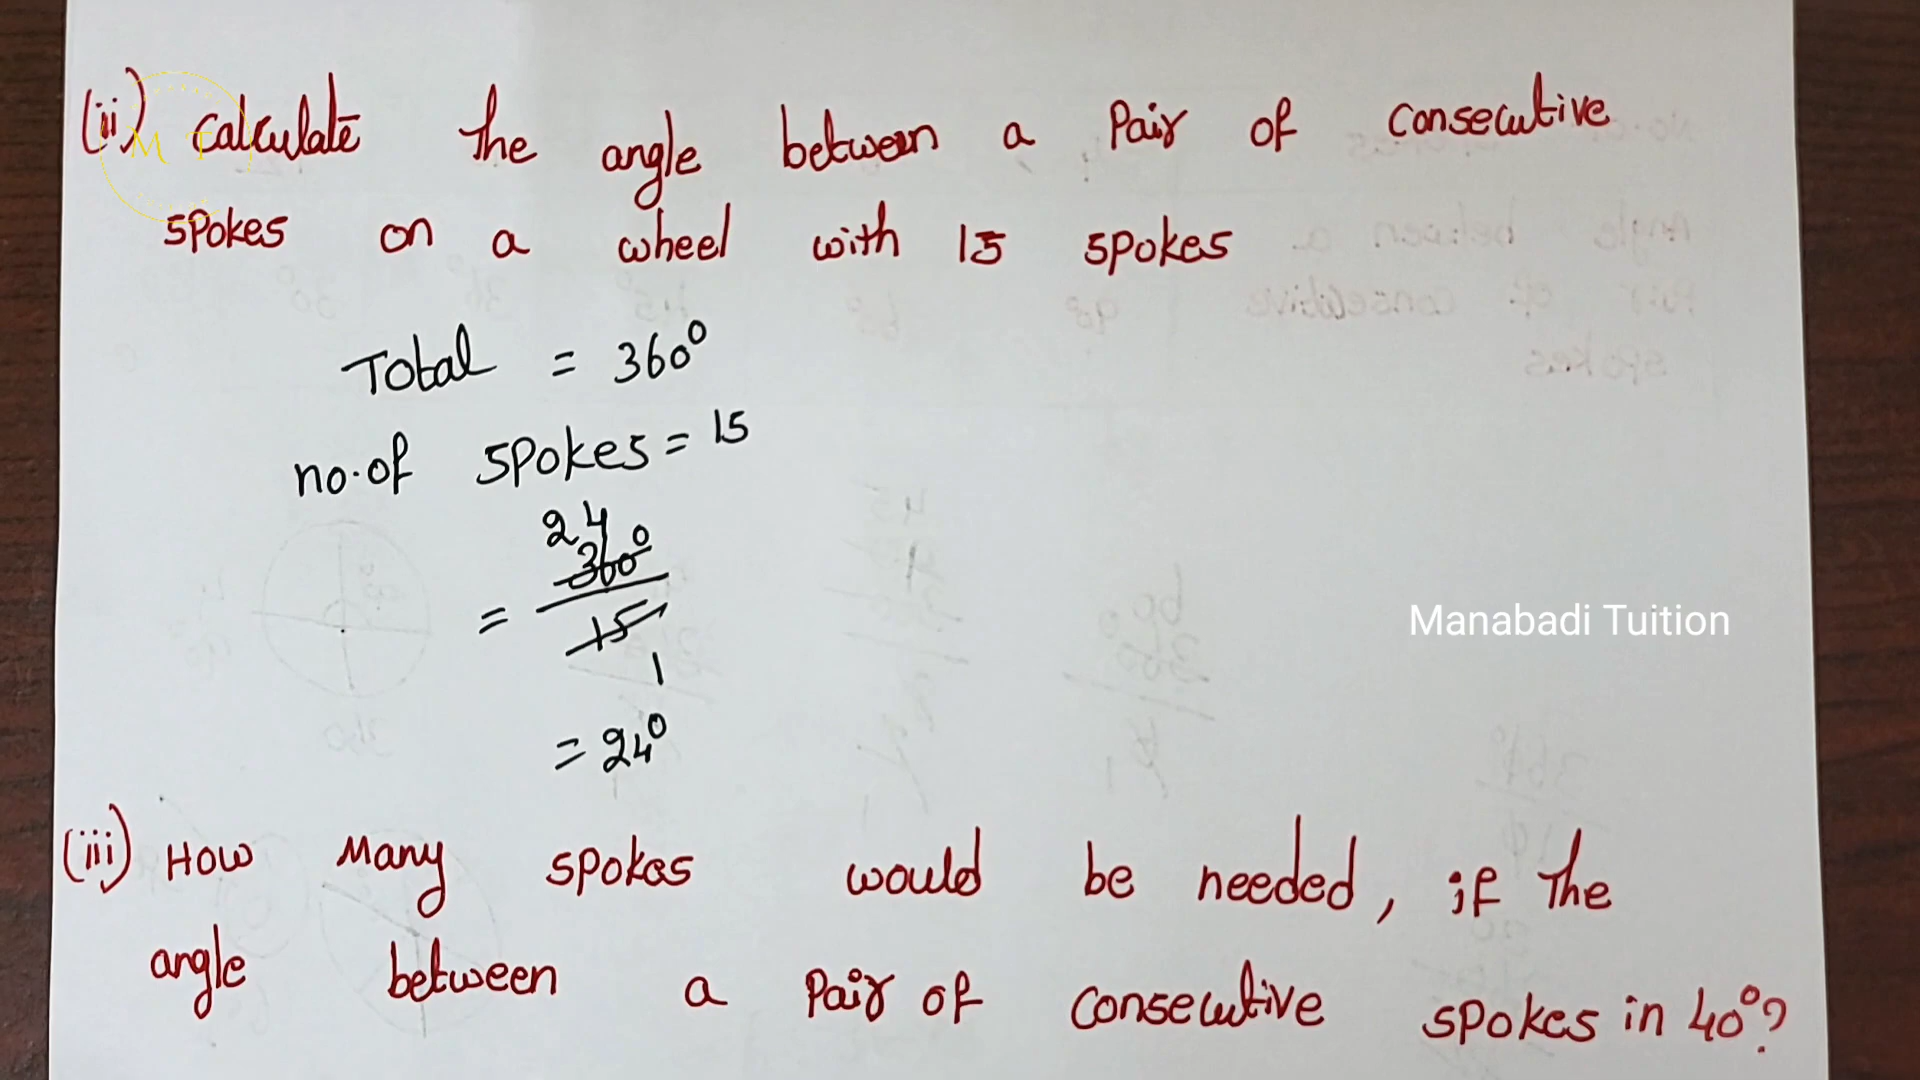 (ii) Calculate the angle between a Pair of consecutive
M T
spokes on a wheel with 15 spokes
Total = 360°
no.of spokes = 15
24
= 360° / 15
1
= 24°
Manabadi Tuition
(iii) How Many spokes would be needed, if The
angle between a Pair of consecutive spokes in 40°?